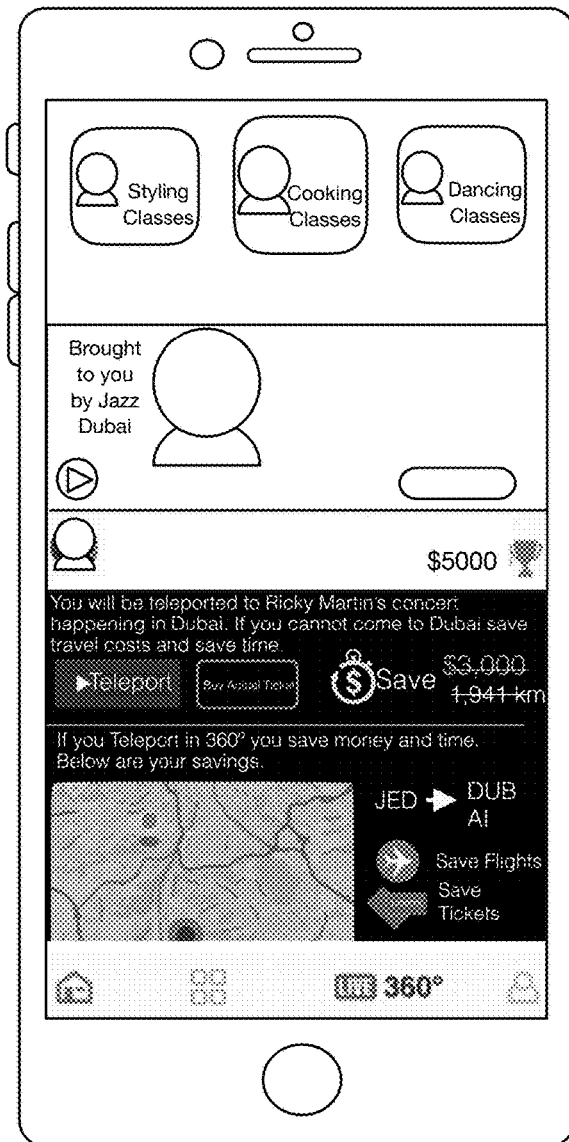 Styling
Classes
Cooking
Classes
Dancing
Classes
Brought
to you
by Jazz
Dubai
$5000
You will be teleported to Ricky Martin's concert
happening in Dubai. If you cannot come to Dubai save
travel costs and save time.
Teleport
Buy Actual Ticket
$ Save
$3,000
1,941 km
If you Teleport in 360° you save money and time.
Below are your savings.
JED
DUB
AI
Save Flights
Save
Tickets
LIVE 360°